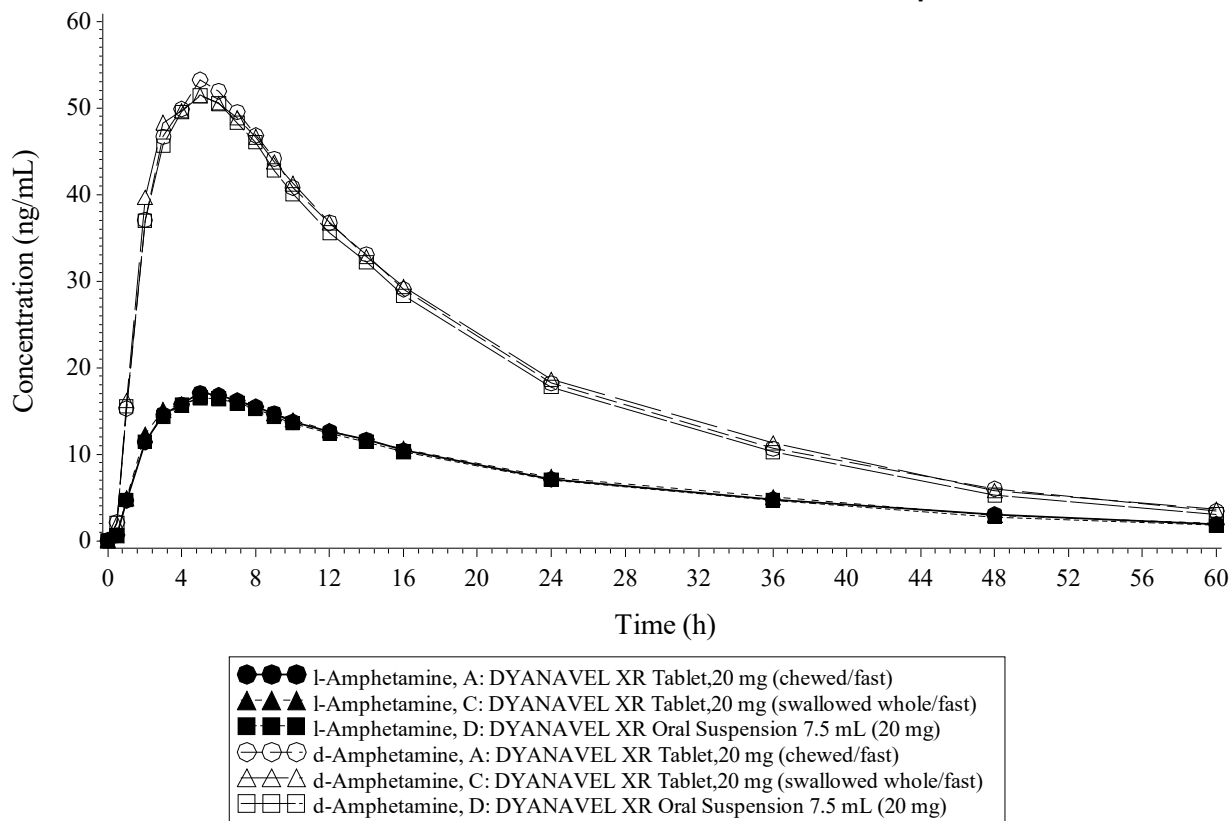 60
50
40
30
20
10
0
Concentration (ng/mL)
0 4 8 12 16 20 24 28 32 36 40 44 48 52 56 60
Time (h)
l-Amphetamine, A: DYANAVEL XR Tablet,20 mg (chewed/fast)
l-Amphetamine, C: DYANAVEL XR Tablet,20 mg (swallowed whole/fast)
l-Amphetamine, D: DYANAVEL XR Oral Suspension 7.5 mL (20 mg)
d-Amphetamine, A: DYANAVEL XR Tablet,20 mg (chewed/fast)
d-Amphetamine, C: DYANAVEL XR Tablet,20 mg (swallowed whole/fast)
d-Amphetamine, D: DYANAVEL XR Oral Suspension 7.5 mL (20 mg)